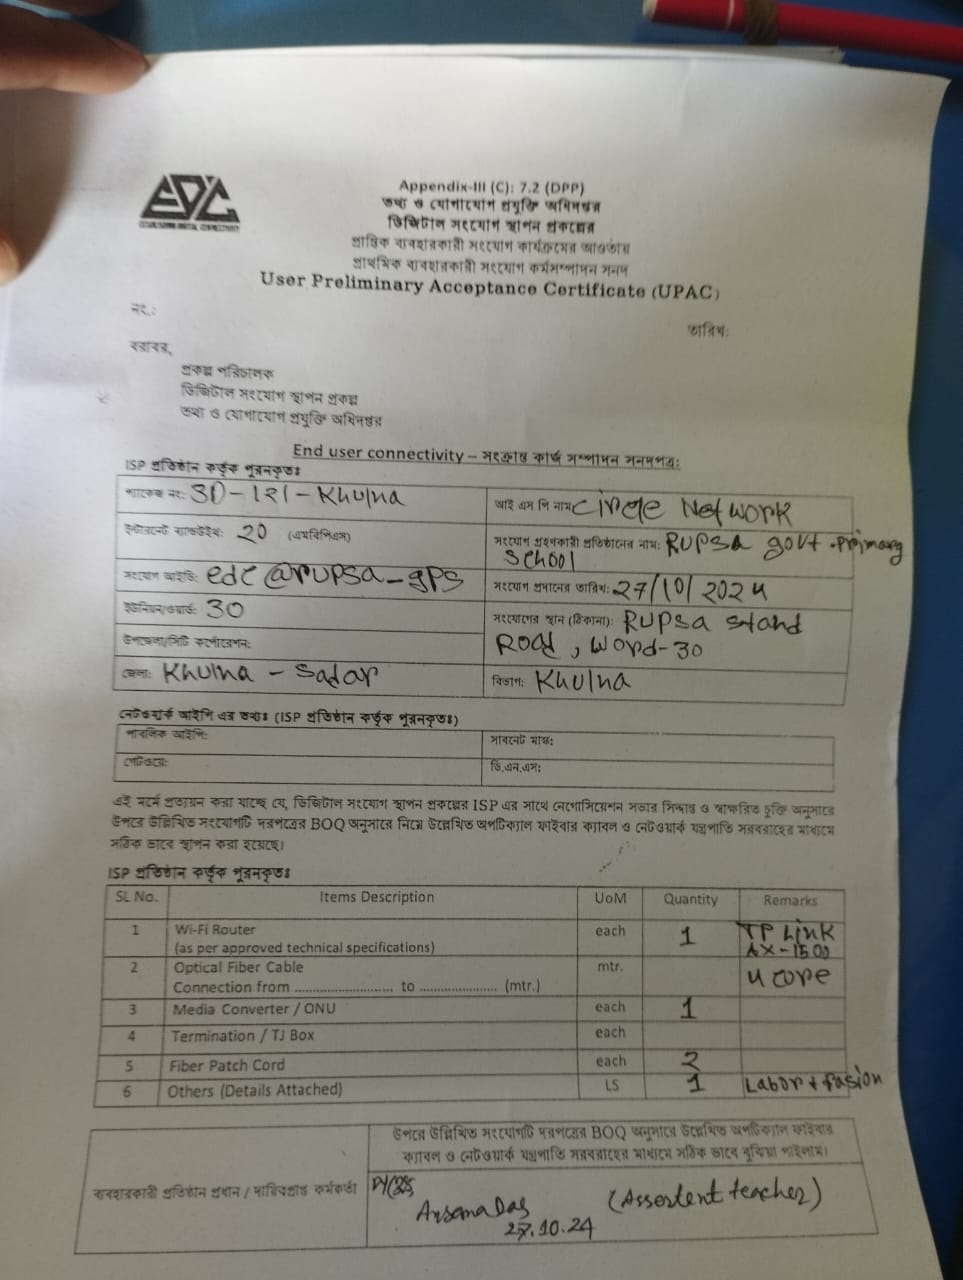 EDC
ESTABLISHING DIGITAL CONNECTIVITY
Appendix-III (C): 7.2 (DPP)
তথ্য ও যোগাযোগ প্রযুক্তি অধিদপ্তর
ডিজিটাল সংযোগ স্থাপন প্রকল্পের
প্রান্তিক ব্যবহারকারী সংযোগ কার্যক্রমের আওতায়
প্রাথমিক ব্যবহারকারী সংযোগ কর্মসম্পাদন সনদ
User Preliminary Acceptance Certificate (UPAC)
নং.:
তারিখ:
বরাবর,
প্রকল্প পরিচালক
ডিজিটাল সংযোগ স্থাপন প্রকল্প
তথ্য ও যোগাযোগ প্রযুক্তি অধিদপ্তর
End user connectivity – সংক্রান্ত কার্য সম্পাদন সনদপত্র:
ISP প্রতিষ্ঠান কর্তৃক পূরনকৃতঃ
প্যাকেজ নং: 3D-121-Khulna
আই এস পি নাম: Circle Network
ইন্টারনেট ব্যান্ডউইথ: 20 (এমবিপিএস)
সংযোগ গ্রহণকারী প্রতিষ্ঠানের নাম: Rupsa govt. primary
School
সংযোগ আইডি: edc@rupsa-gps
সংযোগ প্রদানের তারিখ: 27/10/2024
ইউনিয়ন/ওয়ার্ড: 30
সংযোগের স্থান (ঠিকানা): Rupsa stand
Road, Word-30
উপজেলা/সিটি কর্পোরেশন:
জেলা: Khulna - Sadar
বিভাগ: Khulna
নেটওয়ার্ক আইপি এর তথ্যঃ (ISP প্রতিষ্ঠান কর্তৃক পূরনকৃতঃ)
পাবলিক আইপি:
সাবনেট মাস্ক:
গেটওয়ে:
ডি.এন.এস:
এই মর্মে প্রত্যয়ন করা যাচ্ছে যে, ডিজিটাল সংযোগ স্থাপন প্রকল্পের ISP এর সাথে নেগোসিয়েশন সভার সিদ্ধান্ত ও স্বাক্ষরিত চুক্তি অনুসারে
উপরে উল্লিখিত সংযোগটি দরপত্রের BOQ অনুসারে নিম্নে উল্লেখিত অপটিক্যাল ফাইবার ক্যাবল ও নেটওয়ার্ক যন্ত্রপাতি সরবরাহের মাধ্যমে
সঠিক ভাবে স্থাপন করা হয়েছে।
ISP প্রতিষ্ঠান কর্তৃক পূরনকৃতঃ
SL No. Items Description UoM Quantity Remarks
1 Wi-Fi Router each 1 TP Link
(as per approved technical specifications) AX-1500
2 Optical Fiber Cable mtr. 4 core
Connection from .......................... to ..................... (mtr.)
3 Media Converter / ONU each 1
4 Termination / TJ Box each
5 Fiber Patch Cord each 2
6 Others (Details Attached) LS 1 Labor +
উপরে উল্লিখিত সংযোগটি দরপত্রের BOQ অনুসারে উল্লেখিত অপটিক্যাল ফাইবার
ক্যাবল ও নেটওয়ার্ক যন্ত্রপাতি সরবরাহের মাধ্যমে সঠিক ভাবে বুঝিয়া পাইলাম।
ব্যবহারকারী প্রতিষ্ঠান প্রধান / দায়িত্বপ্রাপ্ত কর্মকর্তা
(Assestent teacher)
27.10.24